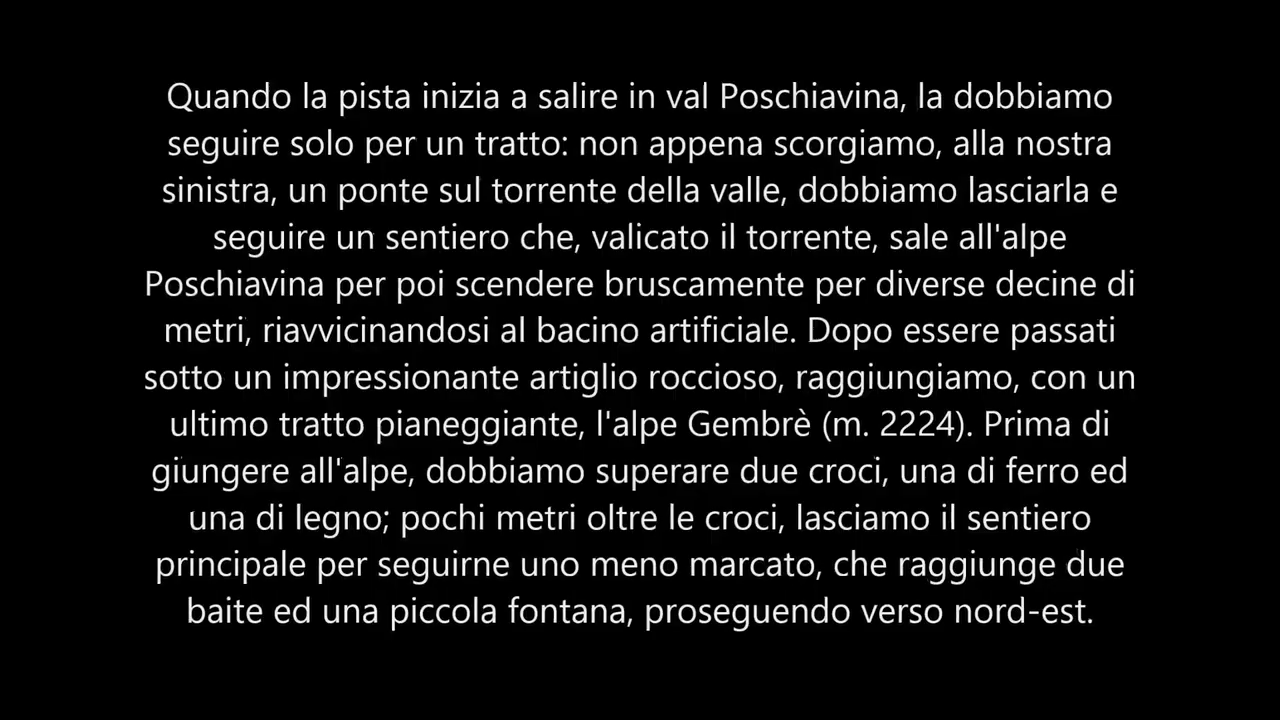 Quando la pista inizia a salire in val Poschiavina, la dobbiamo
seguire solo per un tratto: non appena scorgiamo, alla nostra
sinistra, un ponte sul torrente della valle, dobbiamo lasciarla e
seguire un sentiero che, valicato il torrente, sale all'alpe
Poschiavina per poi scendere bruscamente per diverse decine di
metri, riavvicinandosi al bacino artificiale. Dopo essere passati
sotto un impressionante artiglio roccioso, raggiungiamo, con un
ultimo tratto pianeggiante, l'alpe Gembrè (m. 2224). Prima di
giungere all'alpe, dobbiamo superare due croci, una di ferro ed
una di legno; pochi metri oltre le croci, lasciamo il sentiero
principale per seguirne uno meno marcato, che raggiunge due
baite ed una piccola fontana, proseguendo verso nord-est.